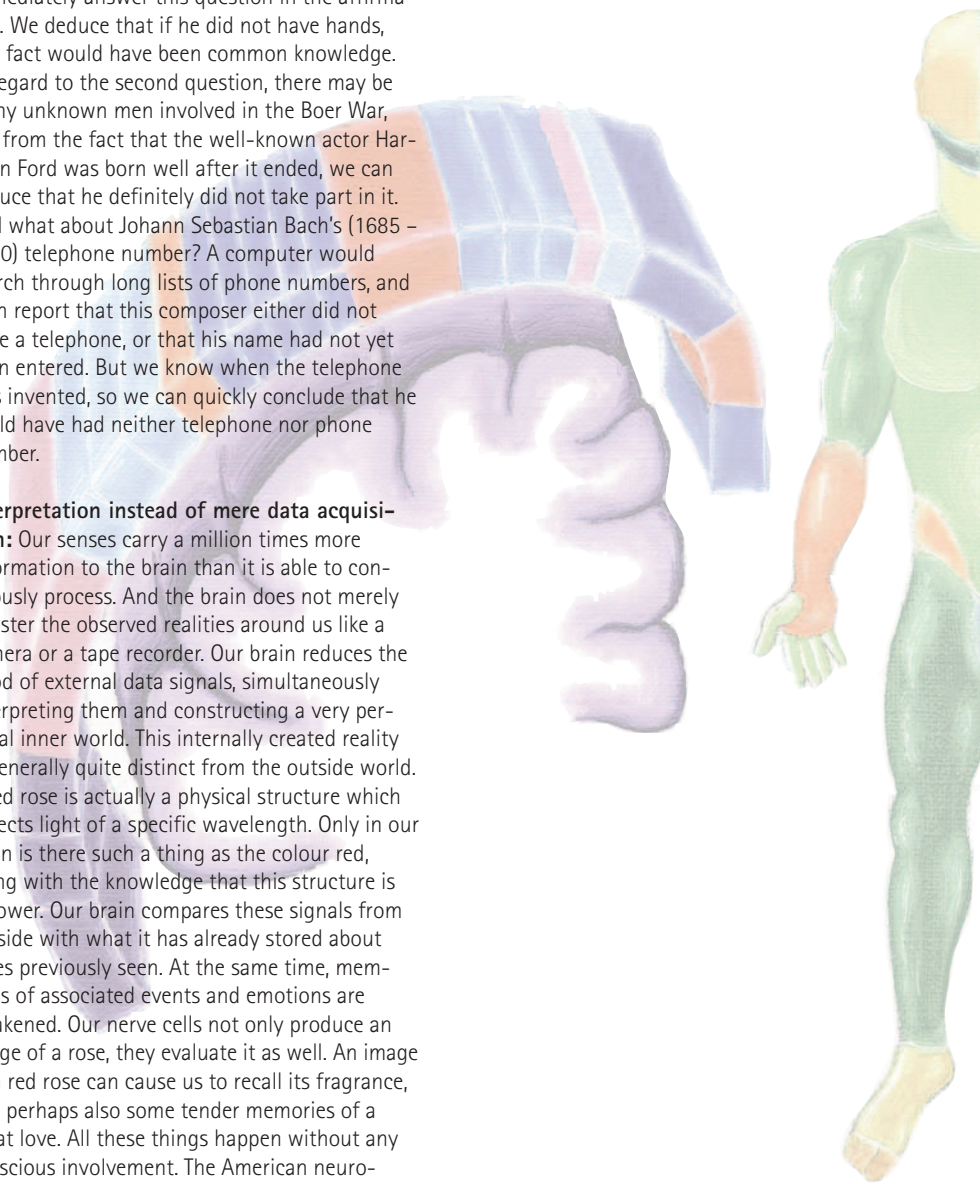 mediately answer this question in the affirma-
. We deduce that if he did not have hands,
fact would have been common knowledge.
egard to the second question, there may be
ny unknown men involved in the Boer War,
from the fact that the well-known actor Har-
n Ford was born well after it ended, we can
uce that he definitely did not take part in it.
d what about Johann Sebastian Bach's (1685 –
0) telephone number? A computer would
rch through long lists of phone numbers, and
n report that this composer either did not
e a telephone, or that his name had not yet
n entered. But we know when the telephone
s invented, so we can quickly conclude that he
ld have had neither telephone nor phone
mber.
erpretation instead of mere data acquisi-
n: Our senses carry a million times more
ormation to the brain than it is able to con-
ously process. And the brain does not merely
ster the observed realities around us like a
mera or a tape recorder. Our brain reduces the
od of external data signals, simultaneously
erpreting them and constructing a very per-
al inner world. This internally created reality
enerally quite distinct from the outside world.
ed rose is actually a physical structure which
ects light of a specific wavelength. Only in our
n is there such a thing as the colour red,
ng with the knowledge that this structure is
ower. Our brain compares these signals from
side with what it has already stored about
es previously seen. At the same time, mem-
s of associated events and emotions are
akened. Our nerve cells not only produce an
ge of a rose, they evaluate it as well. An image
red rose can cause us to recall its fragrance,
perhaps also some tender memories of a
at love. All these things happen without any
scious involvement. The American neuro-